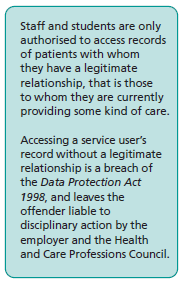 Staff and students are only
authorised to access records
of patients with whom
they have a legitimate
relationship, that is those
to whom they are currently
providing some kind of care.
Accessing a service user's
record without a legitimate
relationship is a breach of
the Data Protection Act
1998, and leaves the
offender liable to
disciplinary action by the
employer and the Health
and Care Professions Council.